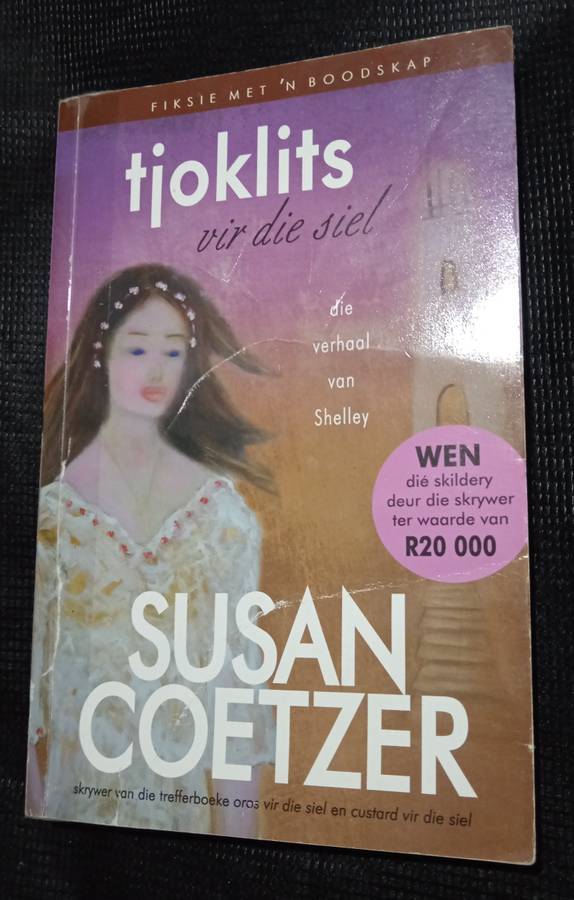 FIKSIE MET 'N BOODSKAP
tjoklits
vir die siel
die
verhaal
van
Shelley
WEN
dié skildery
deur die skrywer
ter waarde van
R20 000
SUSAN
COETZER
skrywer van die trefferboeke oros vir die siel en custard vir die siel